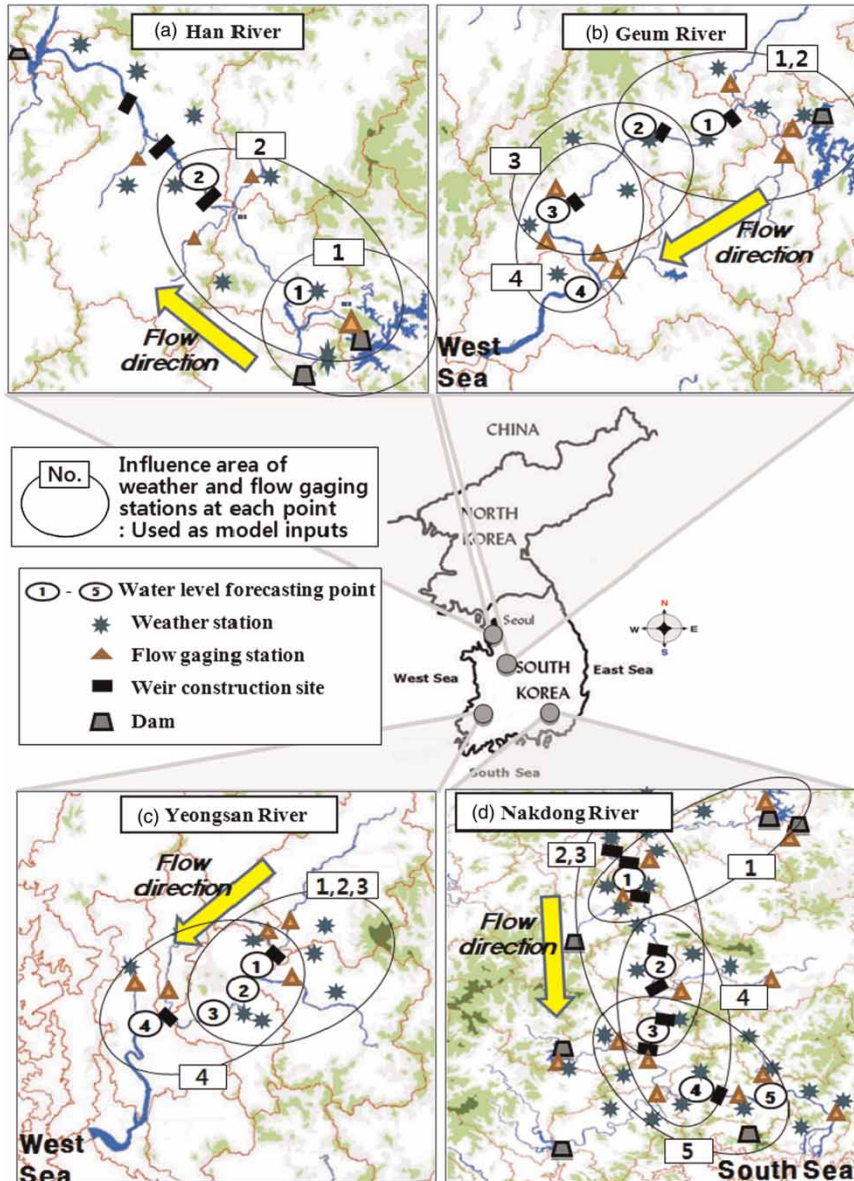 (a) Han River
2
2
1
1
Flow
direction
(b) Geum River
1,2
2
1
3
3
Flow
direction
4
4
West
Sea
No.
Influence area of
weather and flow gaging
stations at each point
: Used as model inputs
1 - 5 Water level forecasting point
Weather station
Flow gaging station
Weir construction site
Dam
CHINA
NORTH
KOREA
Seoul
West Sea
SOUTH
KOREA
East Sea
South Sea
N
W E
S
(c) Yeongsan River
Flow
direction
1,2,3
1
2
3
4
4
West
Sea
(d) Nakdong River
2,3
1
1
Flow
direction
2
4
3
4
5
5
South Sea